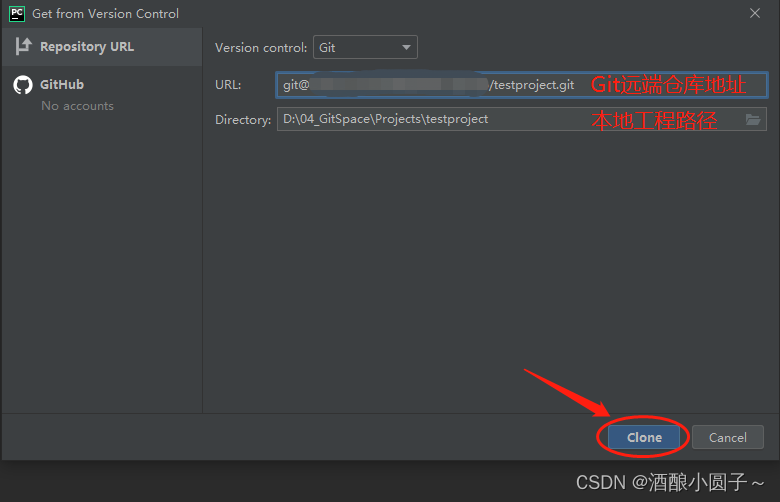 PC Get from Version Control
Repository URL
GitHub
No accounts
Version control: Git
URL: git@ /testproject.git Git远端仓库地址
Directory: D:\04_GitSpace\Projects\testproject 本地工程路径
Clone Cancel
CSDN @酒酿小圆子～